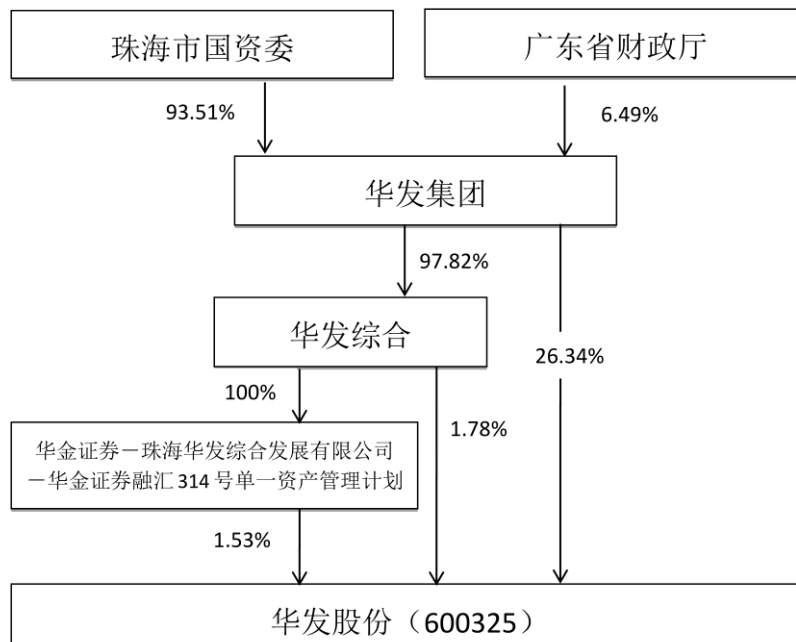 珠海市国资委
广东省财政厅
93.51%
6.49%
华发集团
97.82%
华发综合
26.34%
100%
1.78%
华金证券－珠海华发综合发展有限公司
－华金证券融汇 314 号单一资产管理计划
1.53%
华发股份（600325）